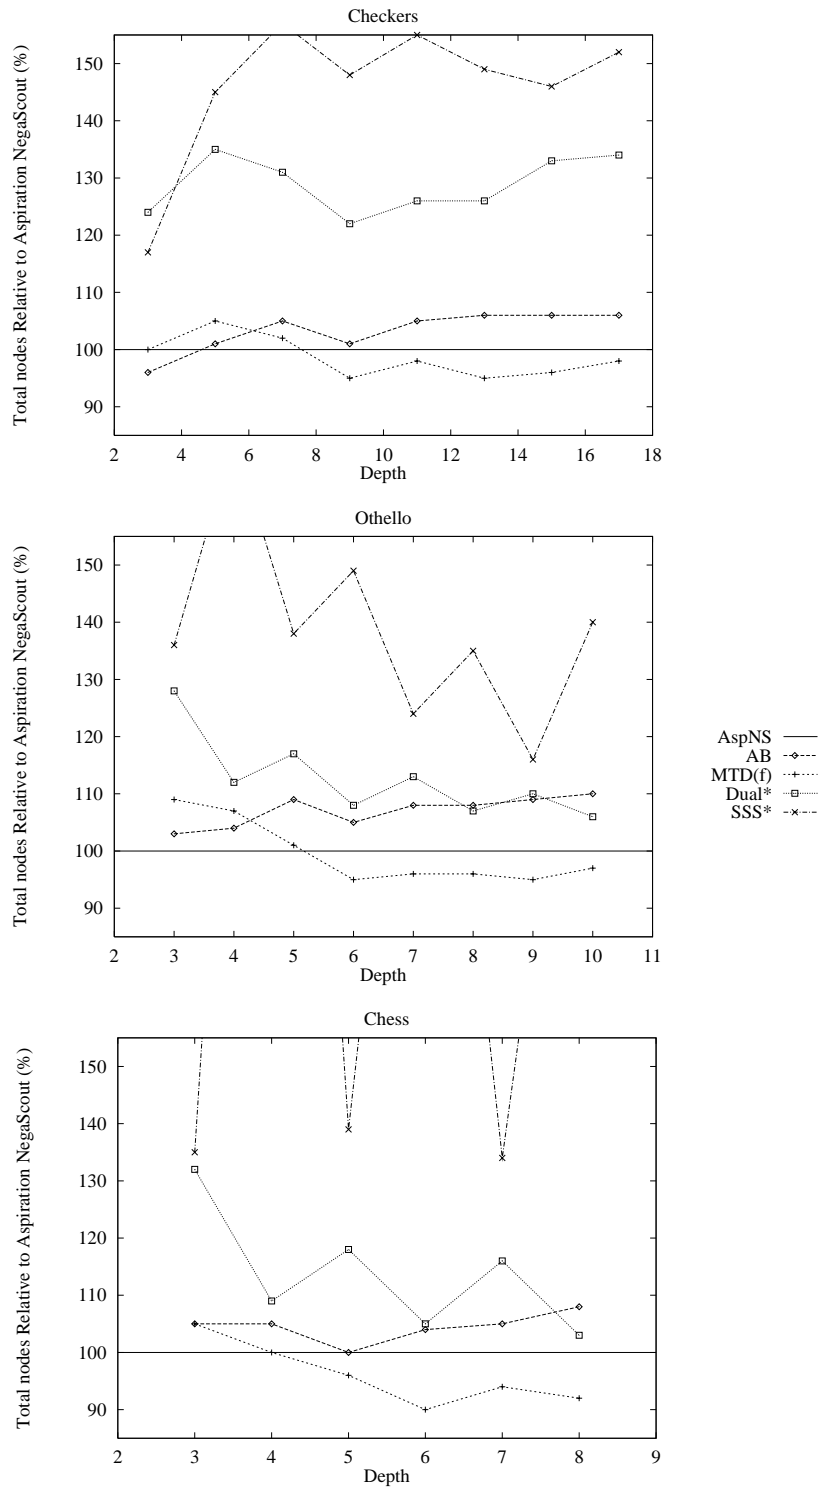 Checkers
Total nodes Relative to Aspiration NegaScout (%)
150
140
130
120
110
100
90
2 4 6 8 10 12 14 16 18
Depth
Othello
Total nodes Relative to Aspiration NegaScout (%)
150
140
130
120
110
100
90
2 3 4 5 6 7 8 9 10 11
Depth
AspNS
AB
MTD(f)
Dual*
SSS*
Chess
Total nodes Relative to Aspiration NegaScout (%)
150
140
130
120
110
100
90
2 3 4 5 6 7 8 9
Depth